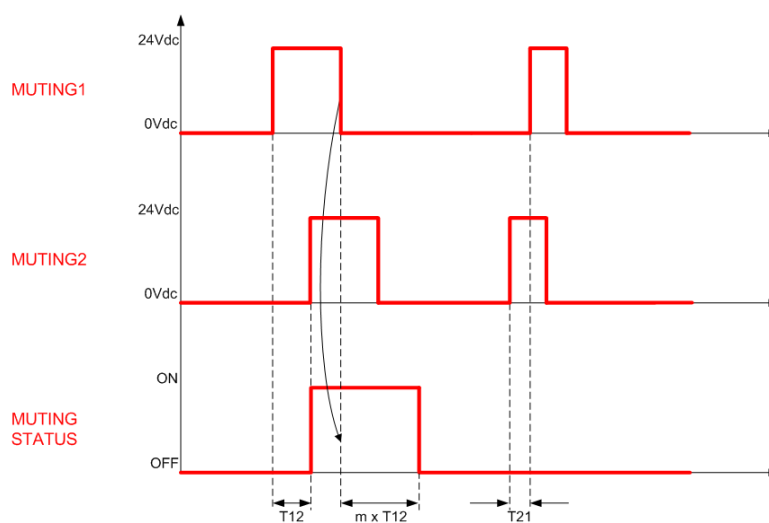 24Vdc
MUTING1
0Vdc
24Vdc
MUTING2
0Vdc
ON
MUTING
STATUS
OFF
T12
m x T12
T21